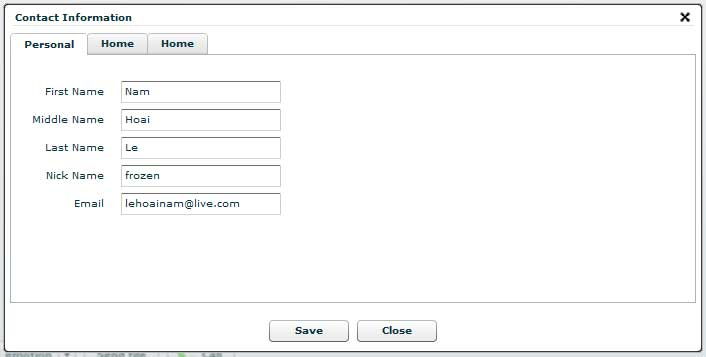 Contact Information
Personal Home Home
First Name Nam
Middle Name Hoai
Last Name Le
Nick Name frozen
Email lehoainam@live.com
Save Close